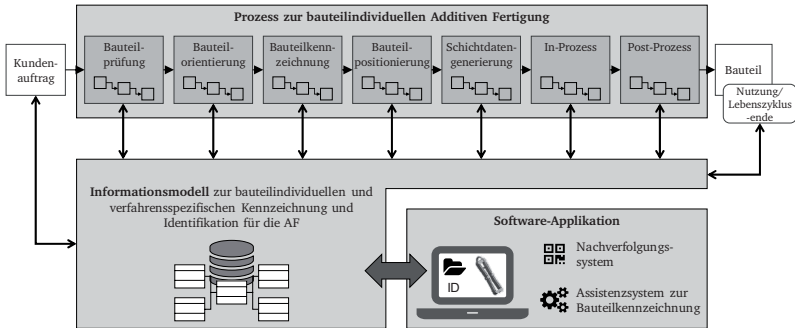 Prozess zur bauteilindividuellen Additiven Fertigung
Kunden-
auftrag
Bauteil-
prüfung
Bauteil-
orientierung
Bauteilkenn-
zeichnung
Bauteil-
positionierung
Schichtdaten-
generierung
In-Prozess
Post-Prozess
Bauteil
Nutzung/
Lebenszyklus
-ende
Informationsmodell zur bauteilindividuellen und
verfahrensspezifischen Kennzeichnung und
Identifikation für die AF
Software-Applikation
ID
Nachverfolgungs-
system
Assistenzsystem zur
Bauteilkennzeichnung